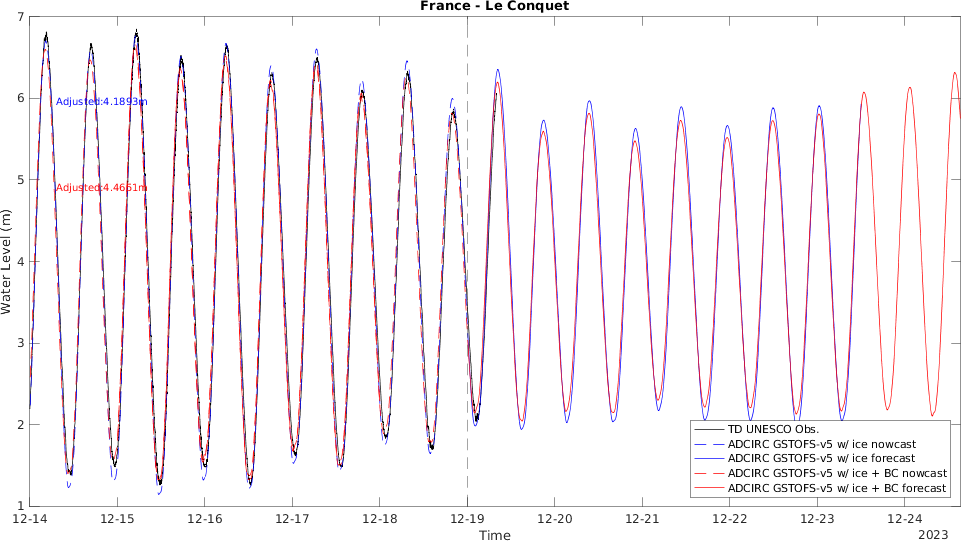 France - Le Conquet
7
6
5
4
3
2
1
Water Level (m)
Adjusted:4.1893m
Adjusted:4.4661m
TD UNESCO Obs.
ADCIRC GSTOFS-v5 w/ ice nowcast
ADCIRC GSTOFS-v5 w/ ice forecast
ADCIRC GSTOFS-v5 w/ ice + BC nowcast
ADCIRC GSTOFS-v5 w/ ice + BC forecast
12-14 12-15 12-16 12-17 12-18 12-19 12-20 12-21 12-22 12-23 12-24
Time
2023